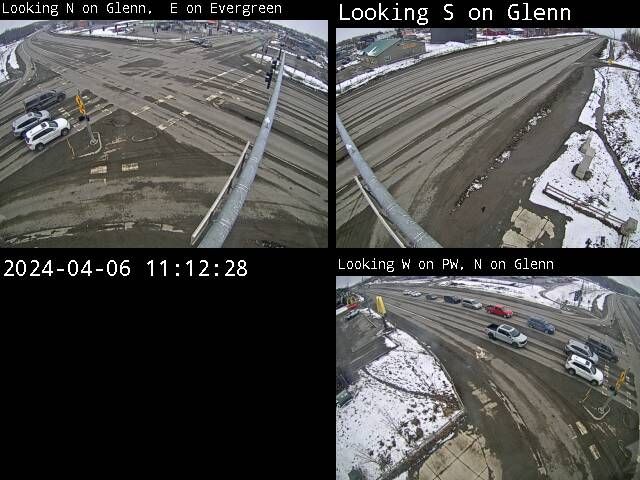 Looking N on Glenn, E on Evergreen
Looking S on Glenn
2024-04-06 11:12:28
Looking W on PW, N on Glenn